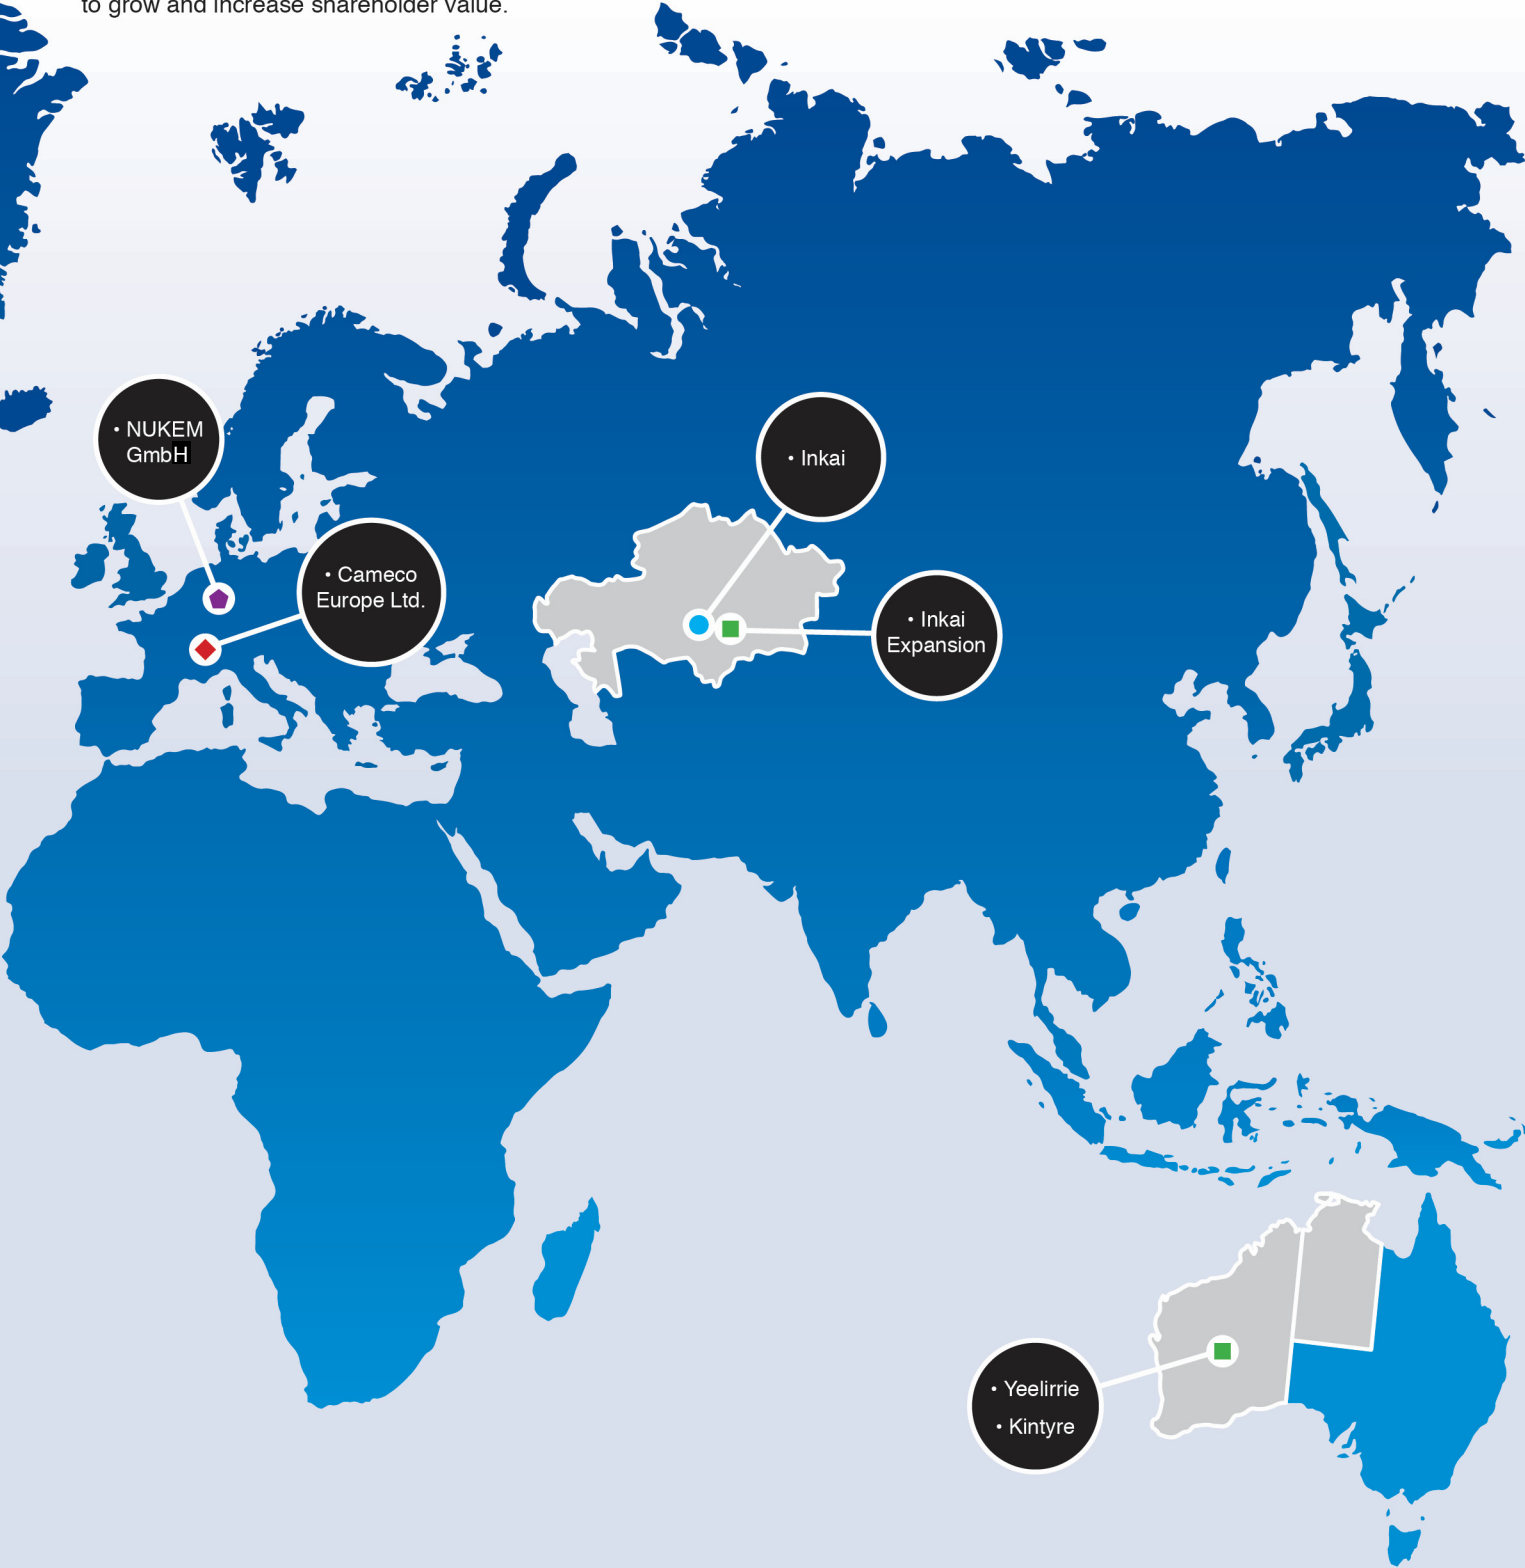 to grow and increase shareholder value.
• NUKEM
GmbH
• Inkai
• Cameco
Europe Ltd.
• Inkai
Expansion
• Yeelirrie
• Kintyre